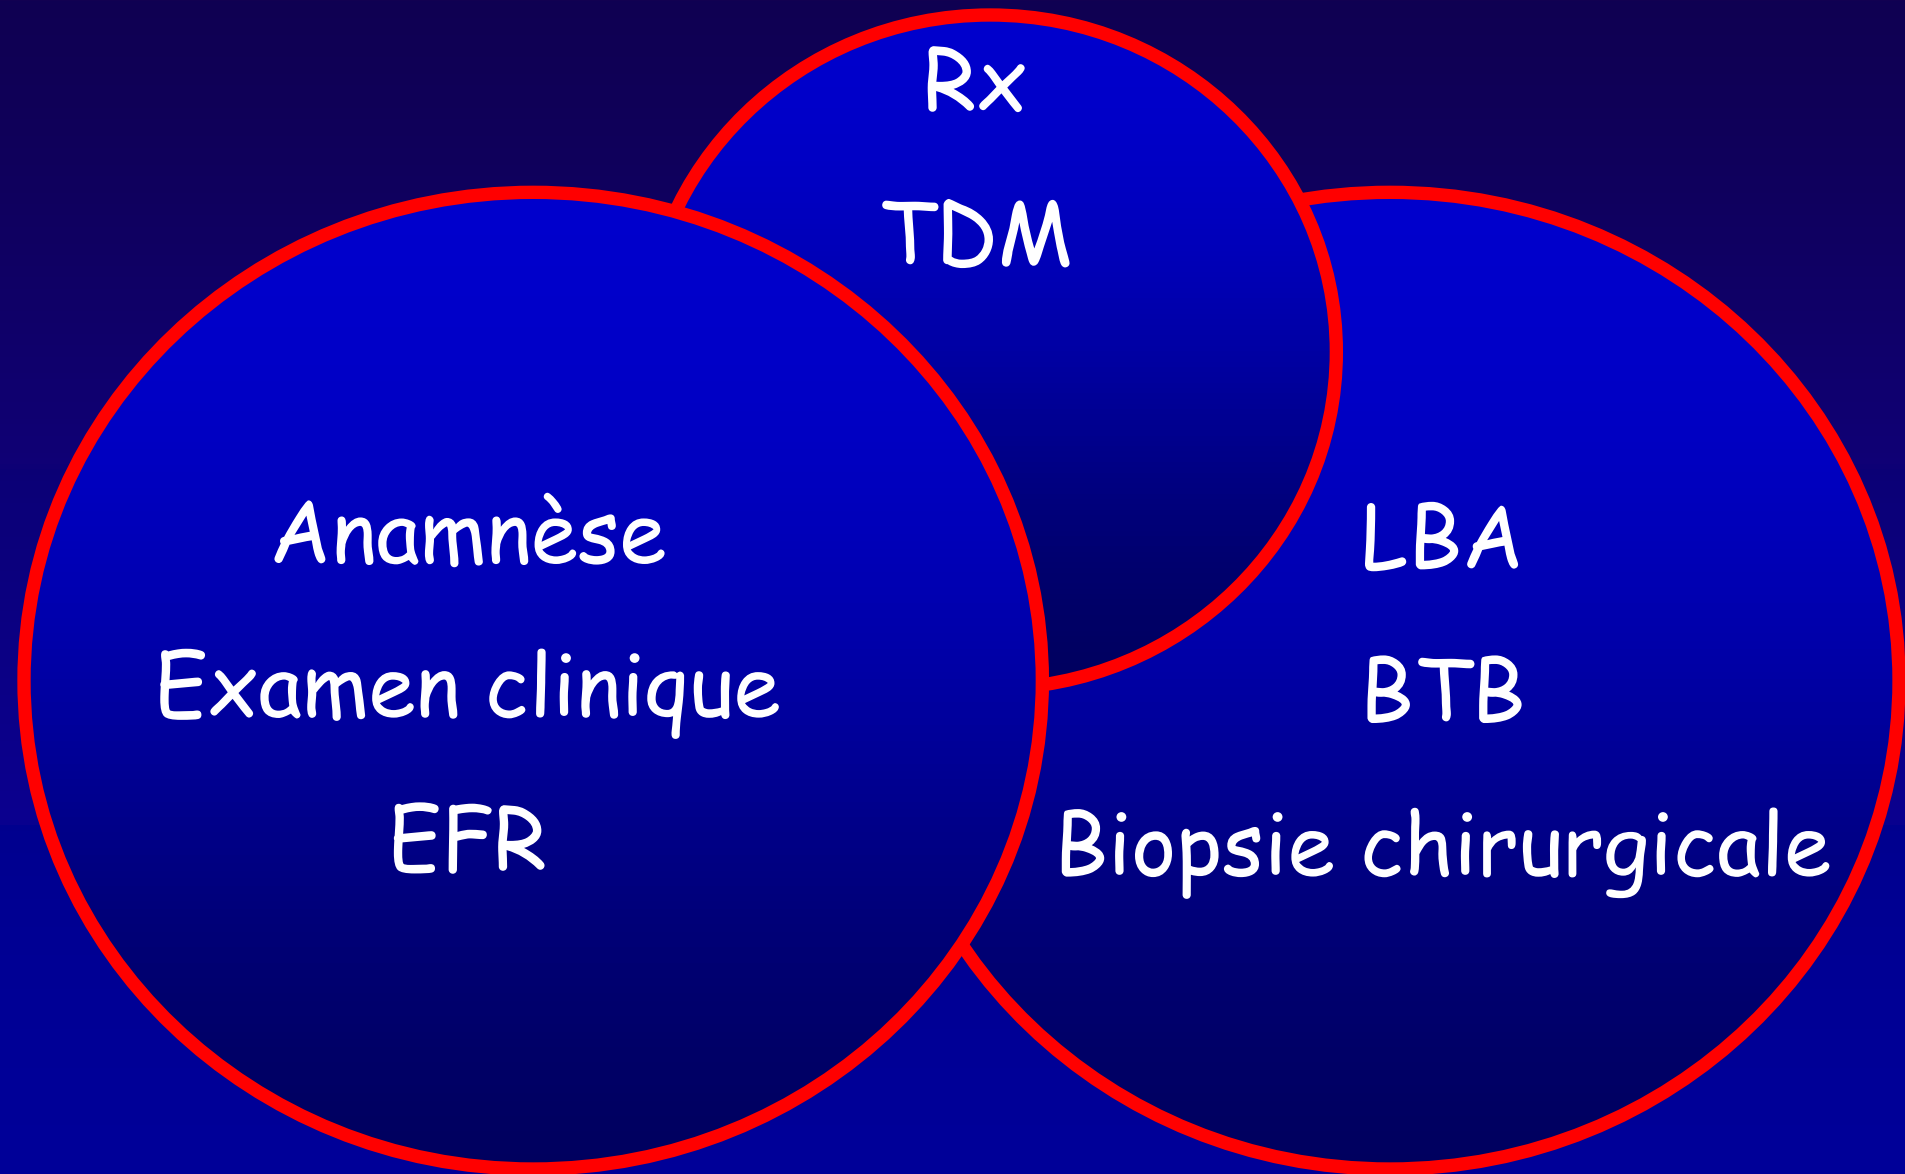 Rx
TDM
Anamnèse
Examen clinique
EFR
LBA
BTB
Biopsie chirurgicale